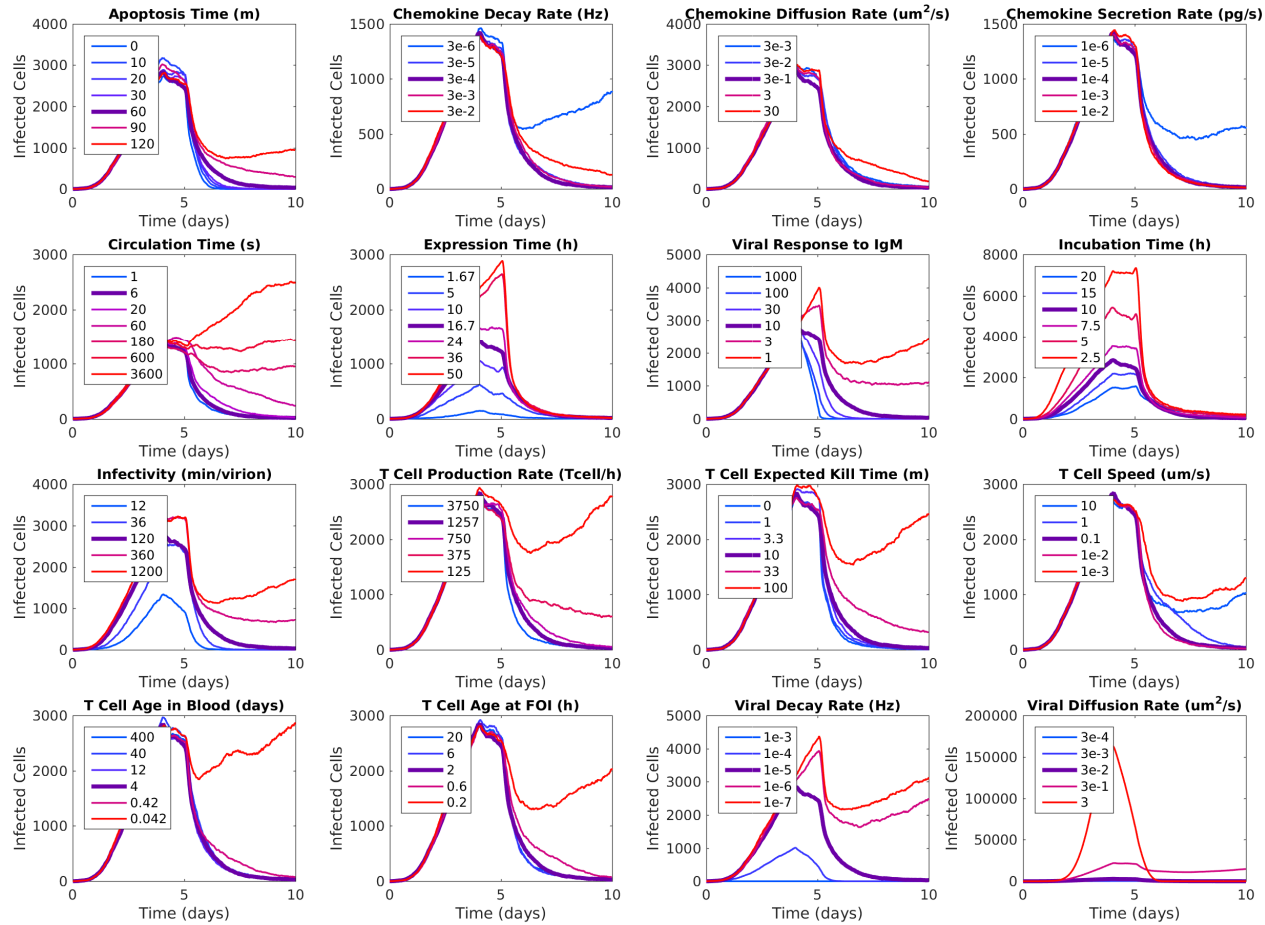 Apoptosis Time (m)
Infected Cells
4000
3000
2000
1000
0
0
10
20
30
60
90
120
0
5
10
Time (days)
Chemokine Decay Rate (Hz)
Infected Cells
1500
1000
500
0
3e-6
3e-5
3e-4
3e-3
3e-2
0
5
10
Time (days)
Chemokine Diffusion Rate (um²/s)
Infected Cells
4000
3000
2000
1000
0
3e-3
3e-2
3e-1
3
30
0
5
10
Time (days)
Chemokine Secretion Rate (pg/s)
Infected Cells
1500
1000
500
0
1e-6
1e-5
1e-4
1e-3
1e-2
0
5
10
Time (days)
Circulation Time (s)
Infected Cells
3000
2000
1000
0
1
6
20
60
180
600
3600
0
5
10
Time (days)
Expression Time (h)
Infected Cells
3000
2000
1000
0
1.67
5
10
16.7
24
36
50
0
5
10
Time (days)
Viral Response to IgM
Infected Cells
5000
4000
3000
2000
1000
0
1000
100
30
10
3
1
0
5
10
Time (days)
Incubation Time (h)
Infected Cells
8000
6000
4000
2000
0
20
15
10
7.5
5
2.5
0
5
10
Time (days)
Infectivity (min/virion)
Infected Cells
4000
3000
2000
1000
0
12
36
120
360
1200
0
5
10
Time (days)
T Cell Production Rate (Tcell/h)
Infected Cells
3000
2000
1000
0
3750
1257
750
375
125
0
5
10
Time (days)
T Cell Expected Kill Time (m)
Infected Cells
3000
2000
1000
0
0
1
3.3
10
33
100
0
5
10
Time (days)
T Cell Speed (um/s)
Infected Cells
3000
2000
1000
0
10
1
0.1
1e-2
1e-3
0
5
10
Time (days)
T Cell Age in Blood (days)
Infected Cells
3000
2000
1000
0
400
40
12
4
0.42
0.042
0
5
10
Time (days)
T Cell Age at FOI (h)
Infected Cells
3000
2000
1000
0
20
6
2
0.6
0.2
0
5
10
Time (days)
Viral Decay Rate (Hz)
Infected Cells
5000
4000
3000
2000
1000
0
1e-3
1e-4
1e-5
1e-6
1e-7
0
5
10
Time (days)
Viral Diffusion Rate (um²/s)
Infected Cells
200000
150000
100000
50000
0
3e-4
3e-3
3e-2
3e-1
3
0
5
10
Time (days)